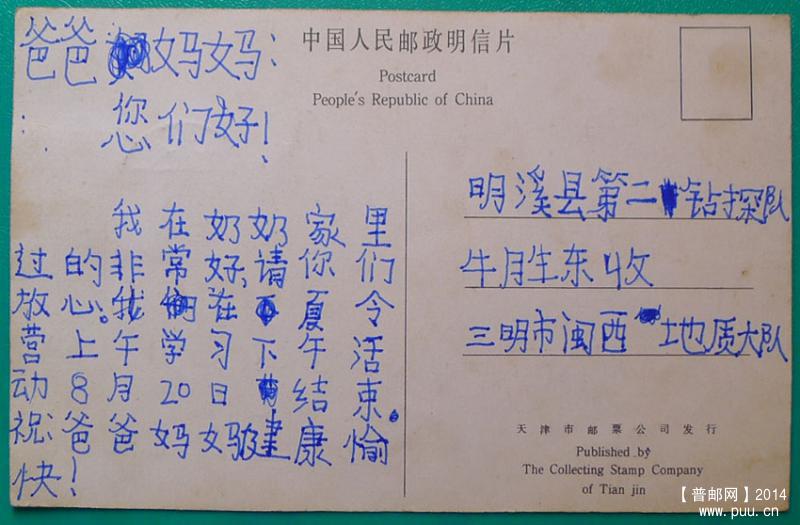 中国人民邮政明信片
Postcard
People's Republic of China
爸爸妈妈:
您们好!
我在奶奶家里
过的非常好,请你们
放心。我在夏令
营上午学习下午活
动8月20日结束。
祝爸爸妈妈健康愉
快!
明溪县第二钻探队
牛胜东收
三明市闽西地质大队
天津市邮票公司发行
Published by
The Collecting Stamp Company
of Tian jin
【普邮网】2014
www.puu.cn